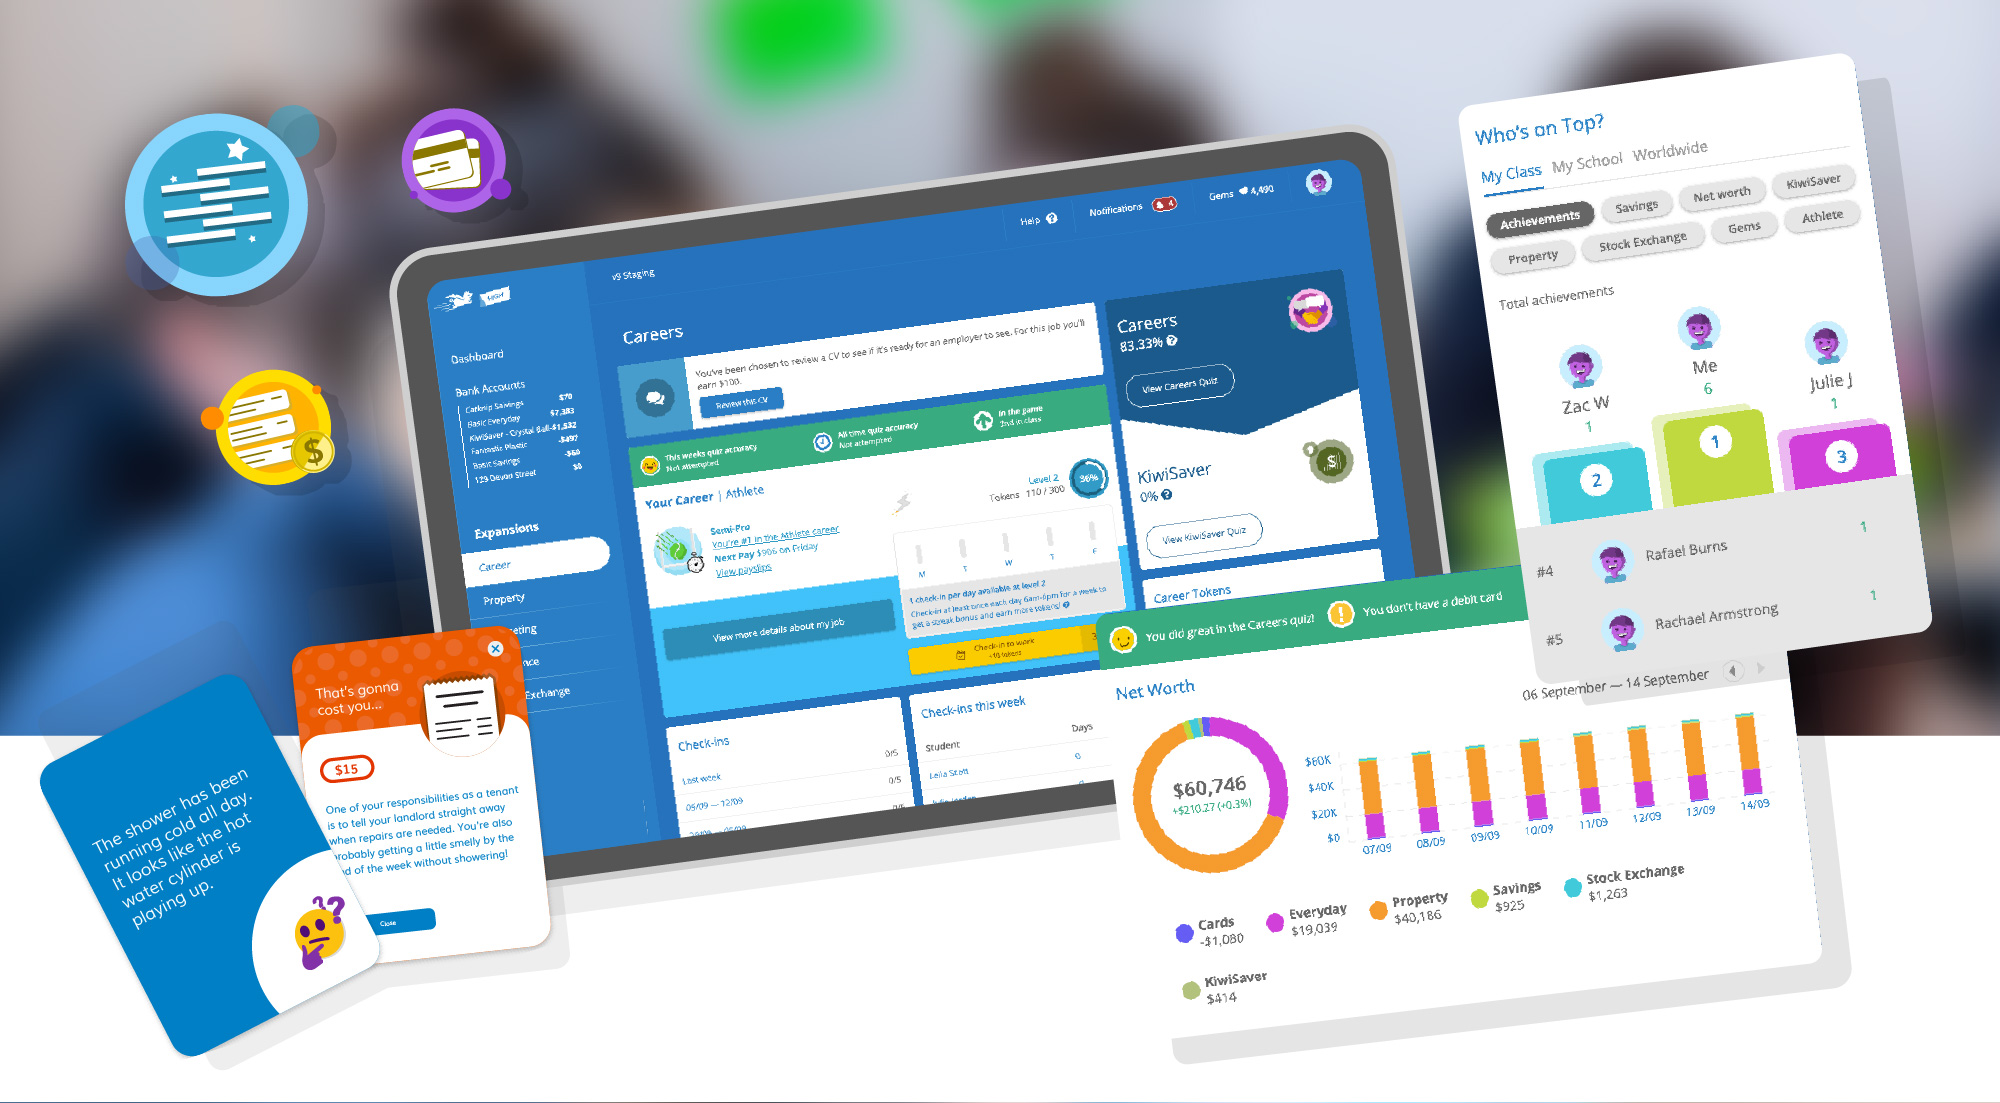 v9 Staging
Help
Notifications
4
Gems
4,490
Dashboard
Bank Accounts
Catknip Savings $70
Basic Everyday $7,383
KiwiSaver - Crystal Ball -$1,532
Fantastic Plastic -$497
Basic Savings -$60
129 Devon Street $0
Expansions
Career
Property
Exchange
Careers
You've been chosen to review a CV to see if it's ready for an employer to see. For this job you'll
earn $100.
Review this CV
This weeks quiz accuracy
Not attempted
All time quiz accuracy
Not attempted
In the game
2nd in class
Your Career | Athlete
Level 2
Tokens 110 / 300
36%
Semi-Pro
You're #1 in the Athlete career
Next Pay $906 on Friday
View payslips
M T W T F
1 check-in per day available at level 2
Check-in at least once each day 6am-6pm for a week to
get a streak bonus and earn more tokens!
View more details about my job
Check-in to work
+10 tokens
Check-ins
0/5
Last week 0/5
05/09 — 12/09
Check-ins this week
Student Days
Leila Stott 0
Careers
83.33%
View Careers Quiz
KiwiSaver
0%
View KiwiSaver Quiz
Career Tokens
You did great in the Careers quiz!
You don't have a debit card
Net Worth
06 September — 14 September
$60,746
+$210.27 (+0.3%)
$60K
$40K
$20K
$0
07/09 08/09 09/09 10/09 11/09 12/09 13/09 14/09
Cards
-$1,080
Everyday
$19,039
Property
$40,186
Savings
$925
Stock Exchange
$1,263
KiwiSaver
$414
Who's on Top?
My Class My School Worldwide
Achievements Savings Net worth KiwiSaver
Property Stock Exchange Gems Athlete
Total achievements
Zac W
1
Me
6
Julie J
1
2
1
3
#4 Rafael Burns 1
#5 Rachael Armstrong 1
That's gonna
cost you...
$15
One of your responsibilities as a tenant
is to tell your landlord straight away
when repairs are needed. You're also
probably getting a little smelly by the
end of the week without showering!
Close
The shower has been
running cold all day.
It looks like the hot
water cylinder is
playing up.